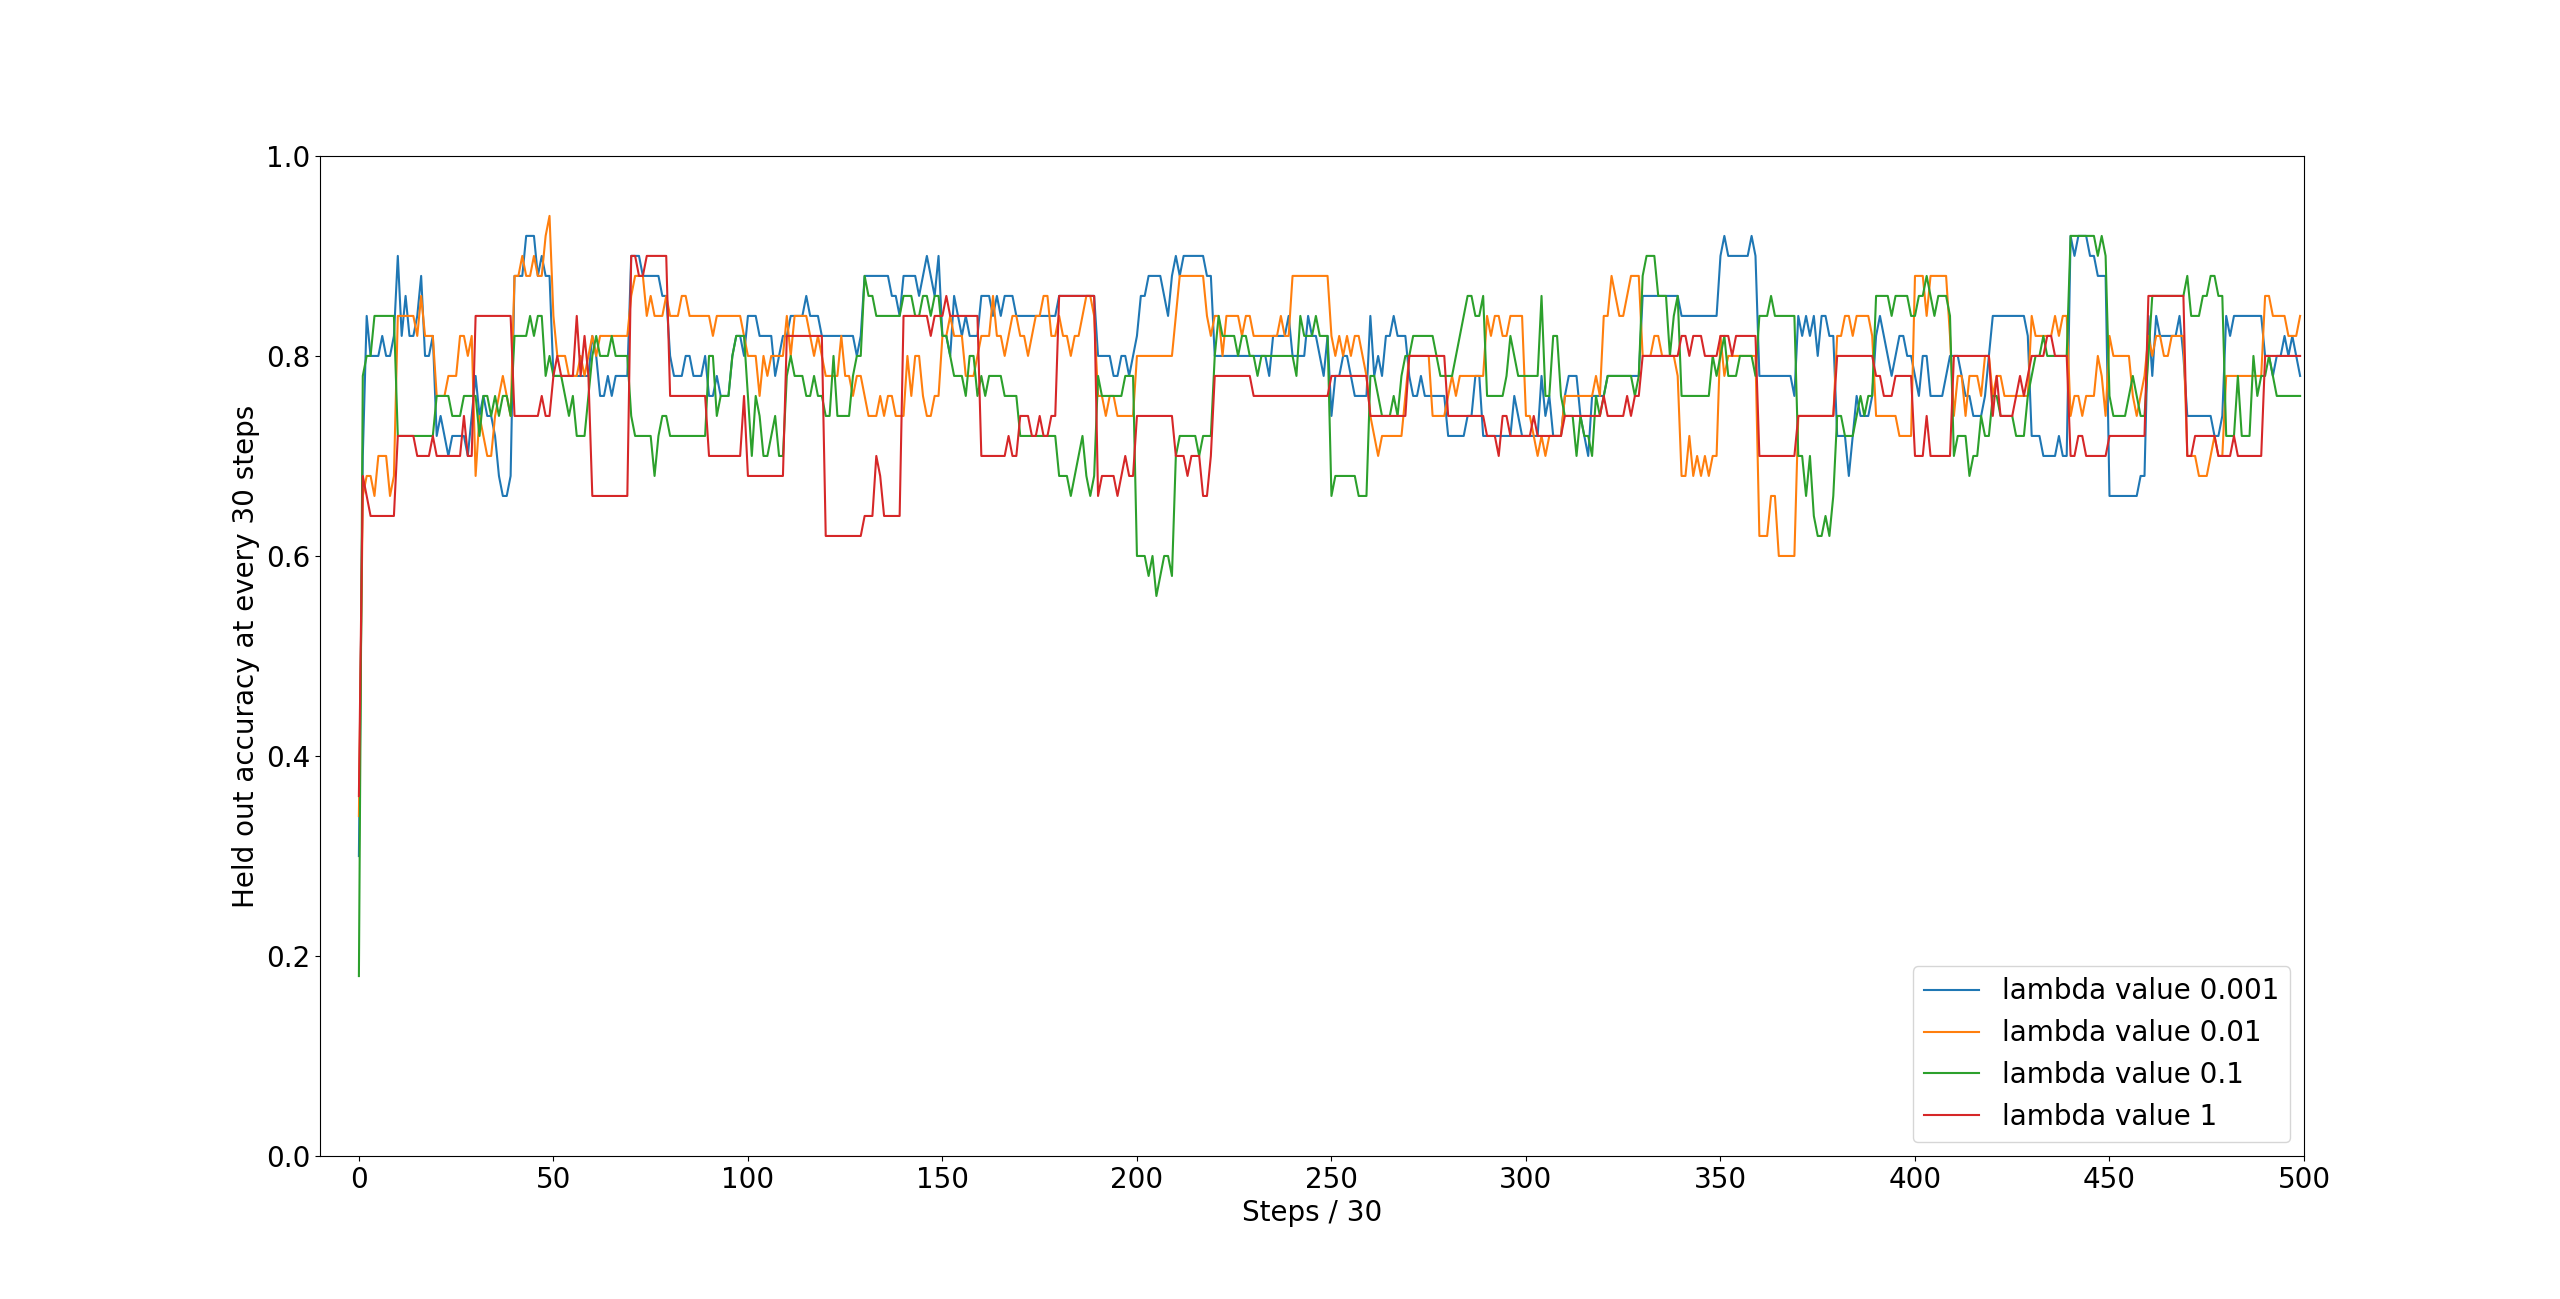 1.0
0.8
0.6
0.4
0.2
0.0
Held out accuracy at every 30 steps
0 50 100 150 200 250 300 350 400 450 500
Steps / 30
lambda value 0.001
lambda value 0.01
lambda value 0.1
lambda value 1